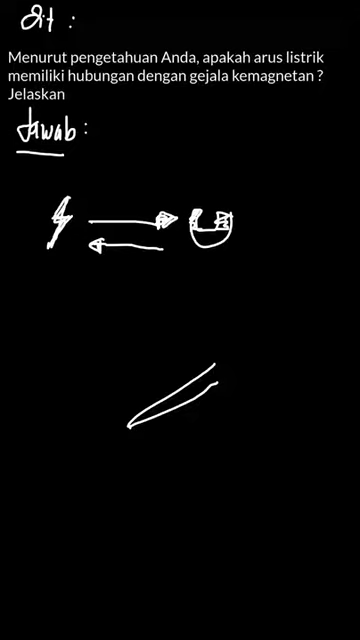 Dit :
Menurut pengetahuan Anda, apakah arus listrik
memiliki hubungan dengan gejala kemagnetan ?
Jelaskan
Jawab :